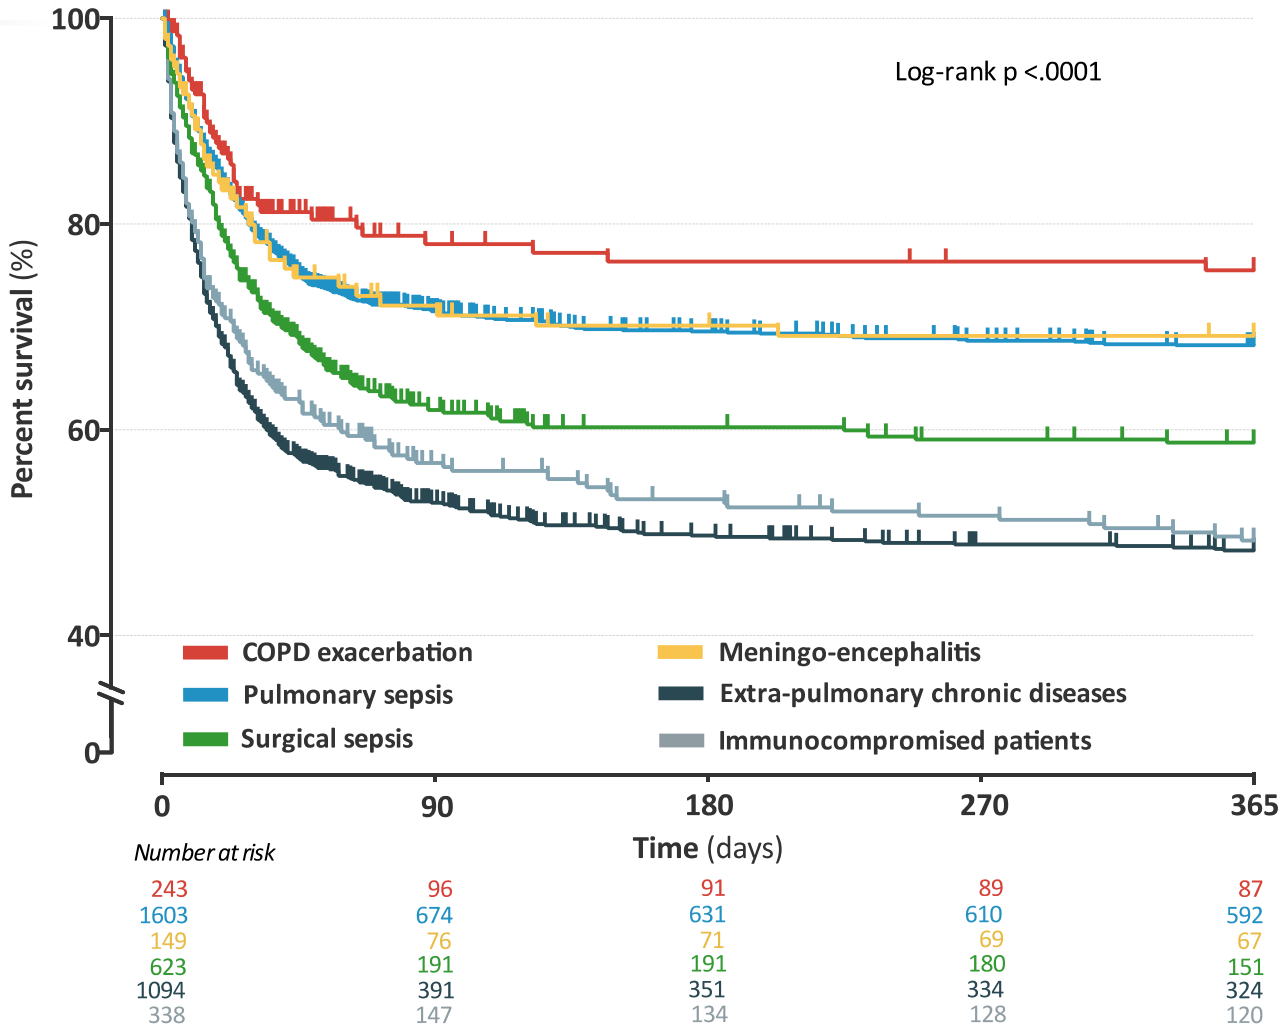 100
Log-rank p <.0001
80
Percent survival (%)
60
40
COPD exacerbation
Meningo-encephalitis
Pulmonary sepsis
Extra-pulmonary chronic diseases
Surgical sepsis
Immunocompromised patients
0
0 90 180 270 365
Time (days)
Number at risk
243 96 91 89 87
1603 674 631 610 592
149 76 71 69 67
623 191 191 180 151
1094 391 351 334 324
338 147 134 128 120